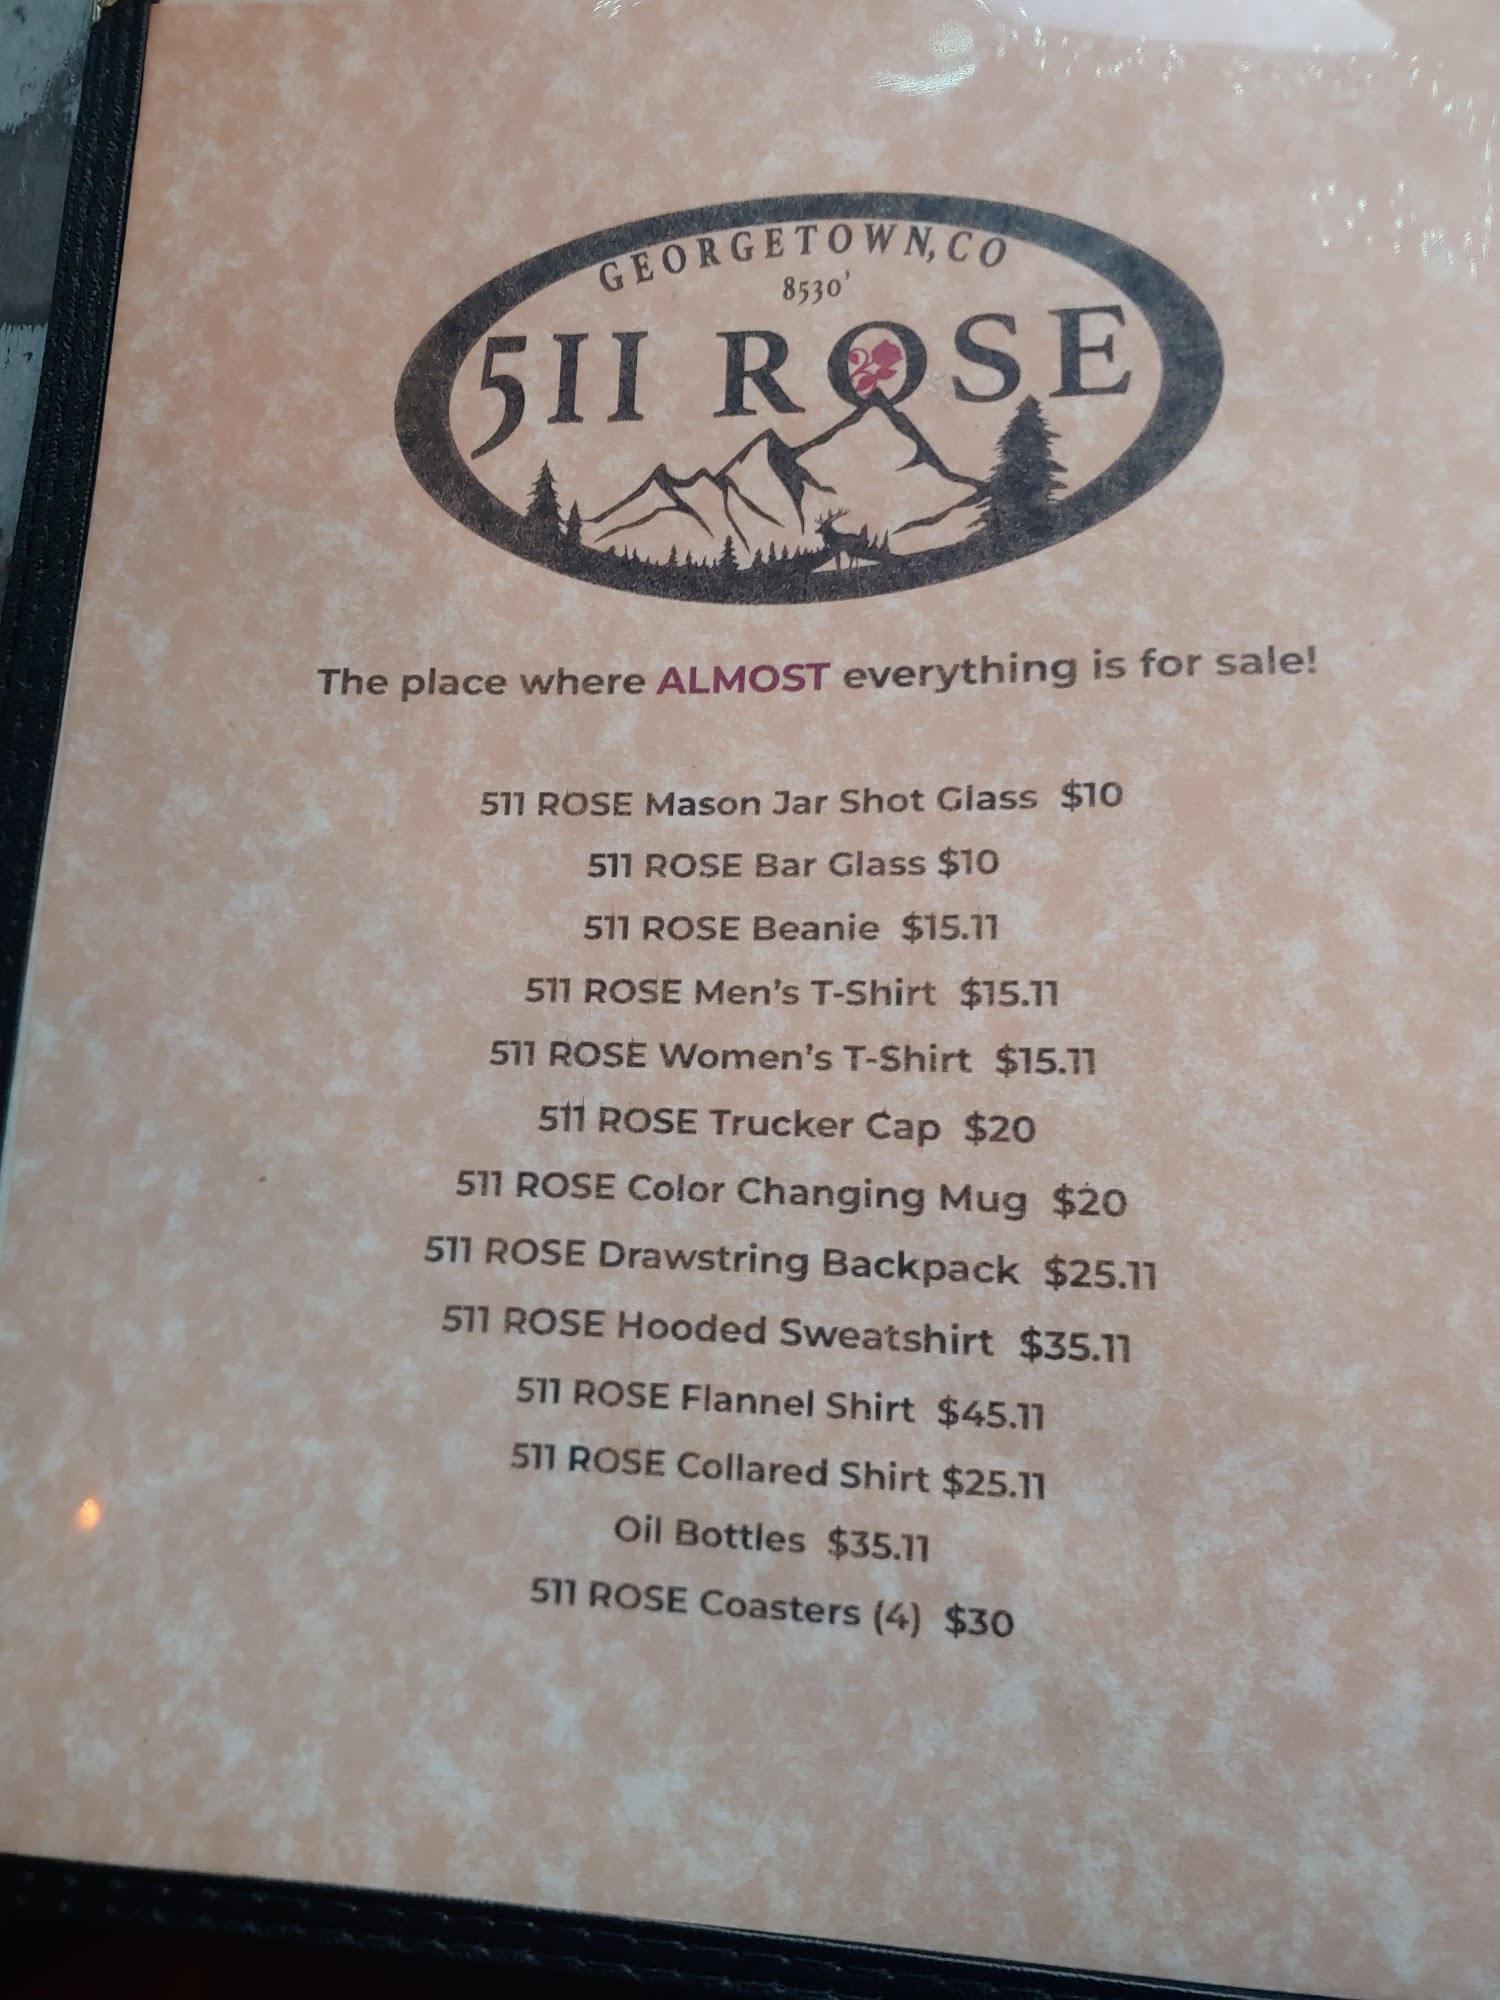 GEORGETOWN, CO
8530'
511 ROSE
The place where ALMOST everything is for sale!
511 ROSE Mason Jar Shot Glass $10
511 ROSE Bar Glass $10
511 ROSE Beanie $15.11
511 ROSE Men's T-Shirt $15.11
511 ROSE Women's T-Shirt $15.11
511 ROSE Trucker Cap $20
511 ROSE Color Changing Mug $20
511 ROSE Drawstring Backpack $25.11
511 ROSE Hooded Sweatshirt $35.11
511 ROSE Flannel Shirt $45.11
511 ROSE Collared Shirt $25.11
Oil Bottles $35.11
511 ROSE Coasters (4) $30